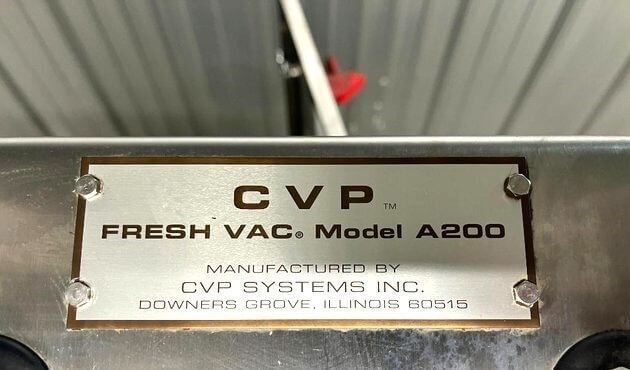 CVP™
FRESH VAC® Model A200
MANUFACTURED BY
CVP SYSTEMS INC.
DOWNERS GROVE, ILLINOIS 60515